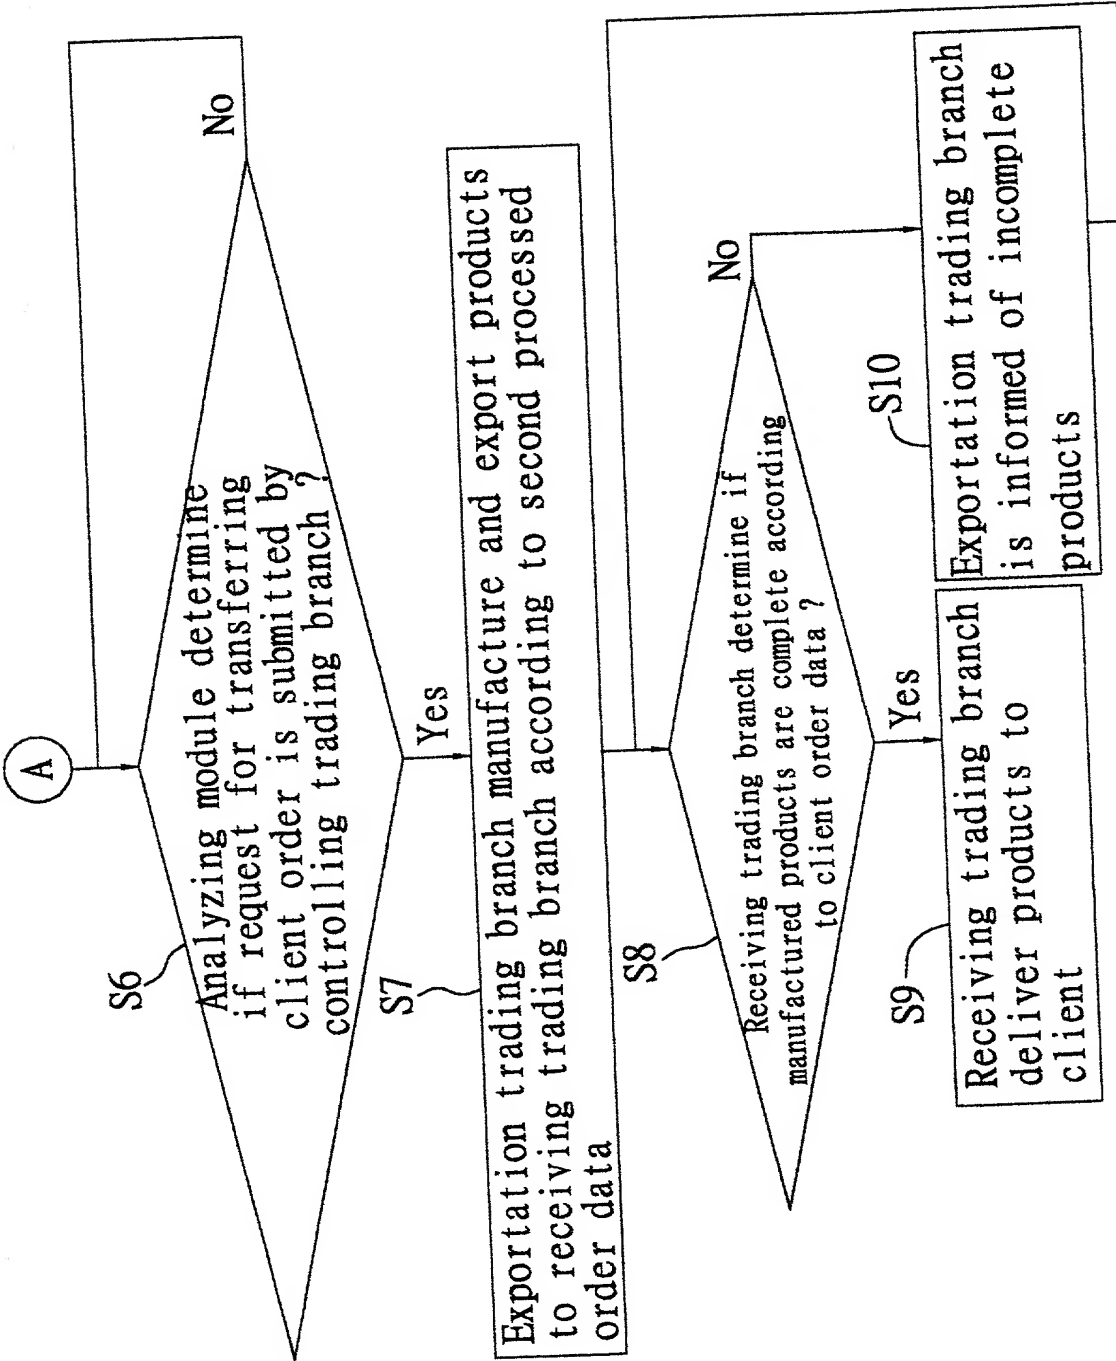 A
S6
Analyzing module determine
if request for transferring
client order is submitted by
controlling trading branch ?
No
Yes
S7
Exportation trading branch manufacture and export products
to receiving trading branch according to second processed
order data
S8
Receiving trading branch determine if
manufactured products are complete according
to client order data ?
No
Yes
S9
Receiving trading branch
deliver products to
client
S10
Exportation trading branch
is informed of incomplete
products